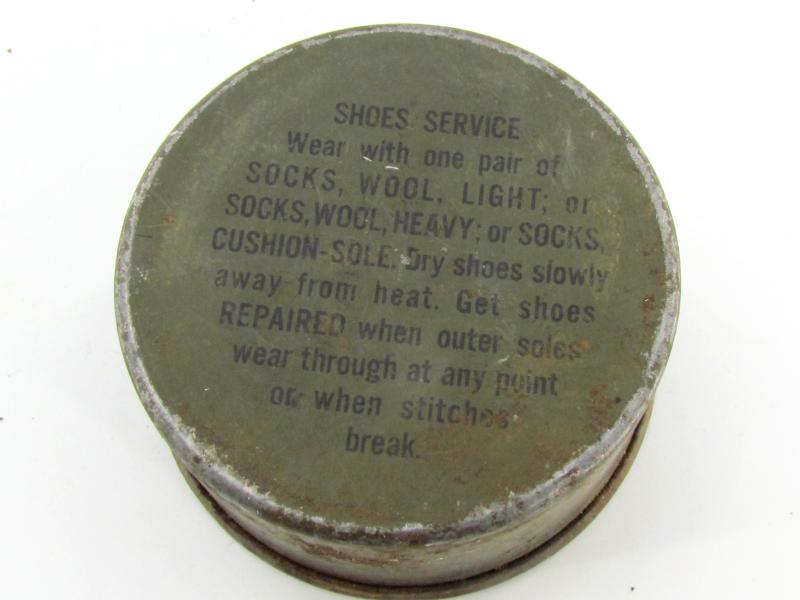 SHOES SERVICE
Wear with one pair of
SOCKS, WOOL, LIGHT; or
SOCKS, WOOL, HEAVY; or SOCKS,
CUSHION-SOLE. Dry shoes slowly
away from heat. Get shoes
REPAIRED when outer soles
wear through at any point
or when stitches
break.